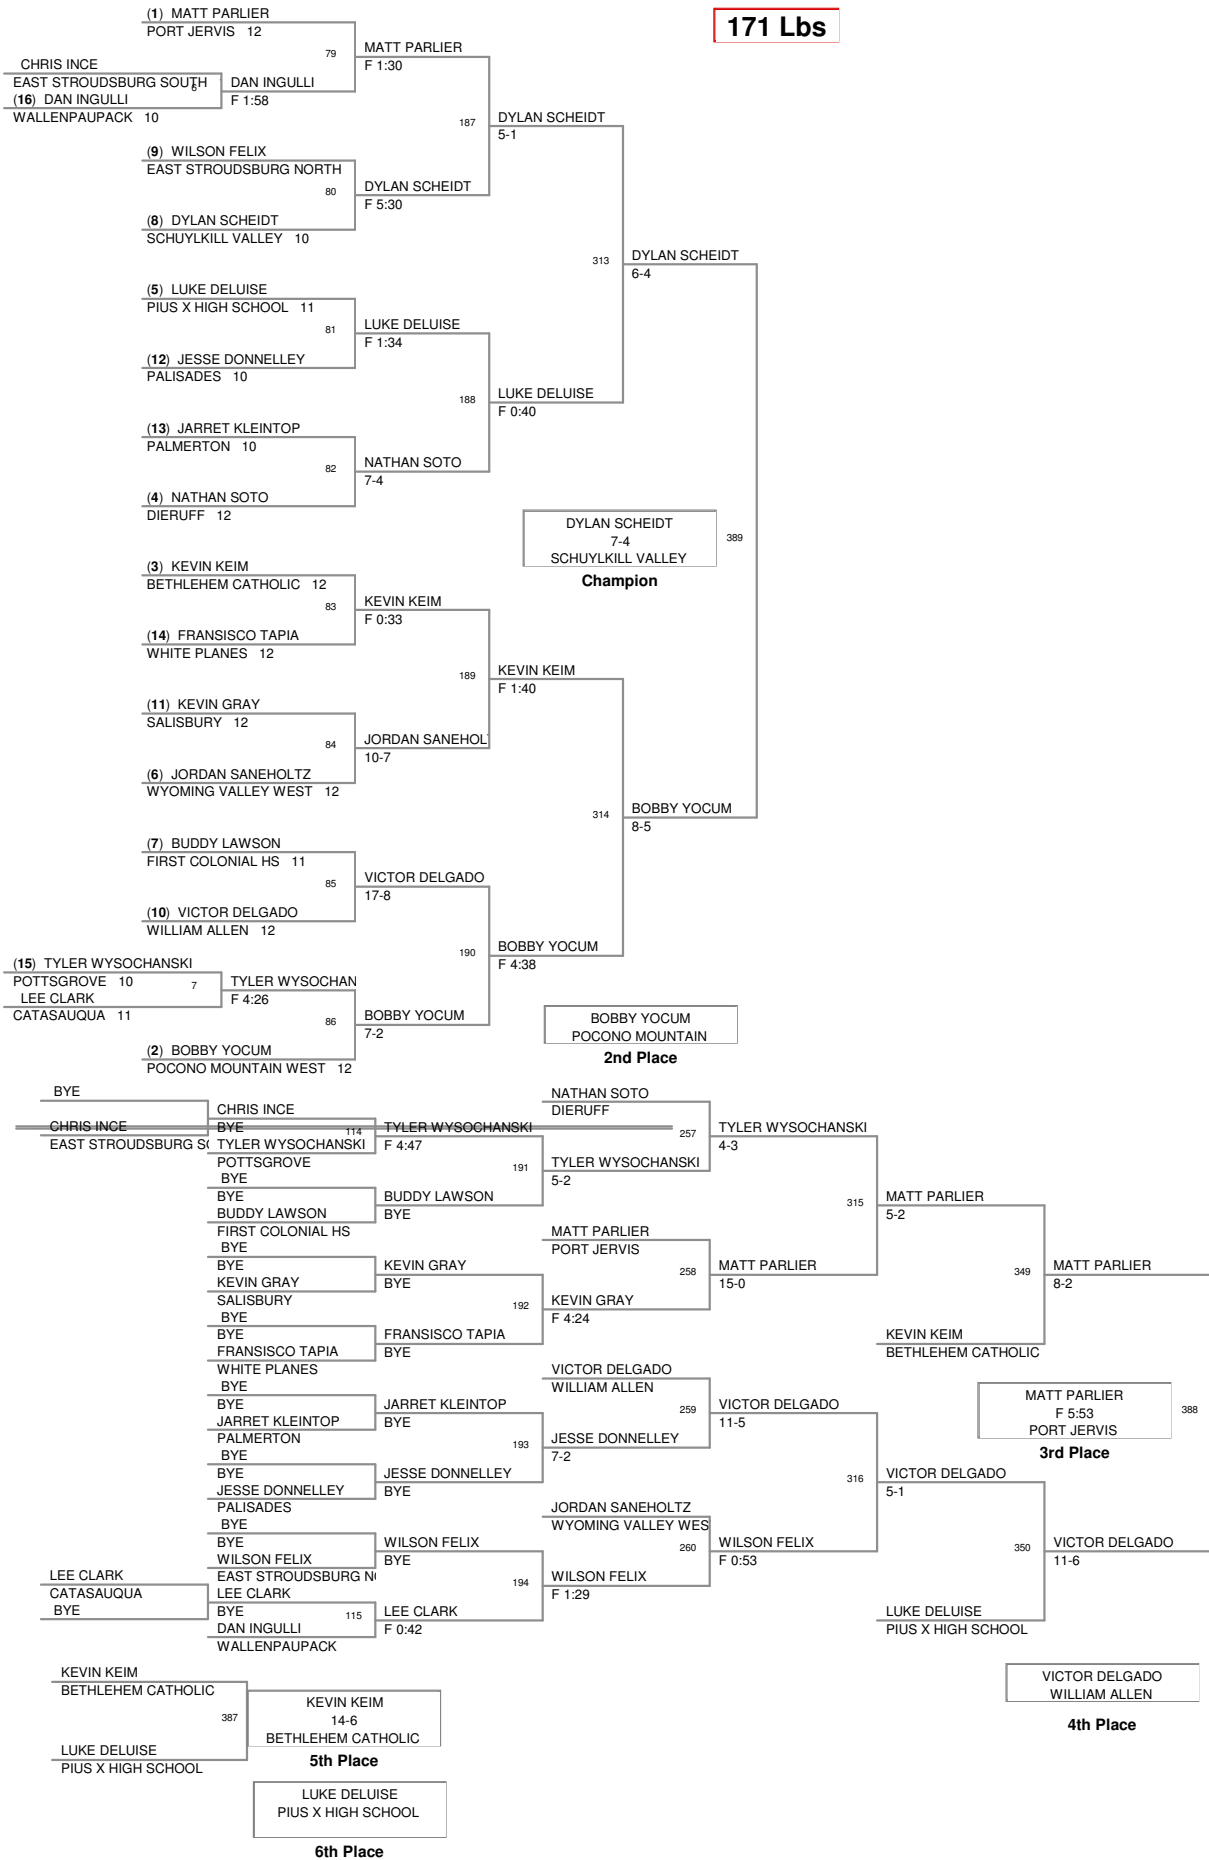 171 Lbs
(1) MATT PARLIER
PORT JERVIS 12
79
MATT PARLIER
F 1:30
CHRIS INCE
EAST STROUDSBURG SOUTH
6
(16) DAN INGULLI
WALLENPAUPACK 10
DAN INGULLI
F 1:58
187
DYLAN SCHEIDT
5-1
(9) WILSON FELIX
EAST STROUDSBURG NORTH
80
DYLAN SCHEIDT
F 5:30
(8) DYLAN SCHEIDT
SCHUYLKILL VALLEY 10
313
DYLAN SCHEIDT
6-4
(5) LUKE DELUISE
PIUS X HIGH SCHOOL 11
81
LUKE DELUISE
F 1:34
(12) JESSE DONNELLEY
PALISADES 10
188
LUKE DELUISE
F 0:40
(13) JARRET KLEINTOP
PALMERTON 10
82
NATHAN SOTO
7-4
(4) NATHAN SOTO
DIERUFF 12
DYLAN SCHEIDT
7-4
SCHUYLKILL VALLEY
389
Champion
(3) KEVIN KEIM
BETHLEHEM CATHOLIC 12
83
KEVIN KEIM
F 0:33
(14) FRANSISCO TAPIA
WHITE PLANES 12
189
KEVIN KEIM
F 1:40
(11) KEVIN GRAY
SALISBURY 12
84
JORDAN SANEHOL
10-7
(6) JORDAN SANEHOLTZ
WYOMING VALLEY WEST 12
314
BOBBY YOCUM
8-5
(7) BUDDY LAWSON
FIRST COLONIAL HS 11
85
VICTOR DELGADO
17-8
(10) VICTOR DELGADO
WILLIAM ALLEN 12
190
BOBBY YOCUM
F 4:38
(15) TYLER WYSOCHANSKI
POTTSGROVE 10
7
LEE CLARK
CATASAUQUA 11
TYLER WYSOCHAN
F 4:26
86
BOBBY YOCUM
7-2
(2) BOBBY YOCUM
POCONO MOUNTAIN WEST 12
BOBBY YOCUM
POCONO MOUNTAIN
2nd Place
BYE
CHRIS INCE
EAST STROUDSBURG S
CHRIS INCE
BYE
114
TYLER WYSOCHANSKI
POTTSGROVE
TYLER WYSOCHANSKI
F 4:47
NATHAN SOTO
DIERUFF
257
TYLER WYSOCHANSKI
4-3
191
TYLER WYSOCHANSKI
5-2
BYE
BYE
BUDDY LAWSON
FIRST COLONIAL HS
BUDDY LAWSON
BYE
315
MATT PARLIER
5-2
BYE
BYE
KEVIN GRAY
SALISBURY
KEVIN GRAY
BYE
MATT PARLIER
PORT JERVIS
258
MATT PARLIER
15-0
349
MATT PARLIER
8-2
192
KEVIN GRAY
F 4:24
BYE
BYE
FRANSISCO TAPIA
WHITE PLANES
FRANSISCO TAPIA
BYE
KEVIN KEIM
BETHLEHEM CATHOLIC
BYE
BYE
JARRET KLEINTOP
PALMERTON
JARRET KLEINTOP
BYE
VICTOR DELGADO
WILLIAM ALLEN
259
VICTOR DELGADO
11-5
MATT PARLIER
F 5:53
PORT JERVIS
388
3rd Place
193
JESSE DONNELLEY
7-2
BYE
BYE
JESSE DONNELLEY
PALISADES
JESSE DONNELLEY
BYE
316
VICTOR DELGADO
5-1
BYE
BYE
WILSON FELIX
EAST STROUDSBURG N
WILSON FELIX
BYE
JORDAN SANEHOLTZ
WYOMING VALLEY WES
260
WILSON FELIX
F 0:53
350
VICTOR DELGADO
11-6
194
WILSON FELIX
F 1:29
LEE CLARK
CATASAUQUA
BYE
LEE CLARK
BYE
115
DAN INGULLI
WALLENPAUPACK
LEE CLARK
F 0:42
LUKE DELUISE
PIUS X HIGH SCHOOL
KEVIN KEIM
BETHLEHEM CATHOLIC
387
LUKE DELUISE
PIUS X HIGH SCHOOL
KEVIN KEIM
14-6
BETHLEHEM CATHOLIC
5th Place
VICTOR DELGADO
WILLIAM ALLEN
4th Place
LUKE DELUISE
PIUS X HIGH SCHOOL
6th Place